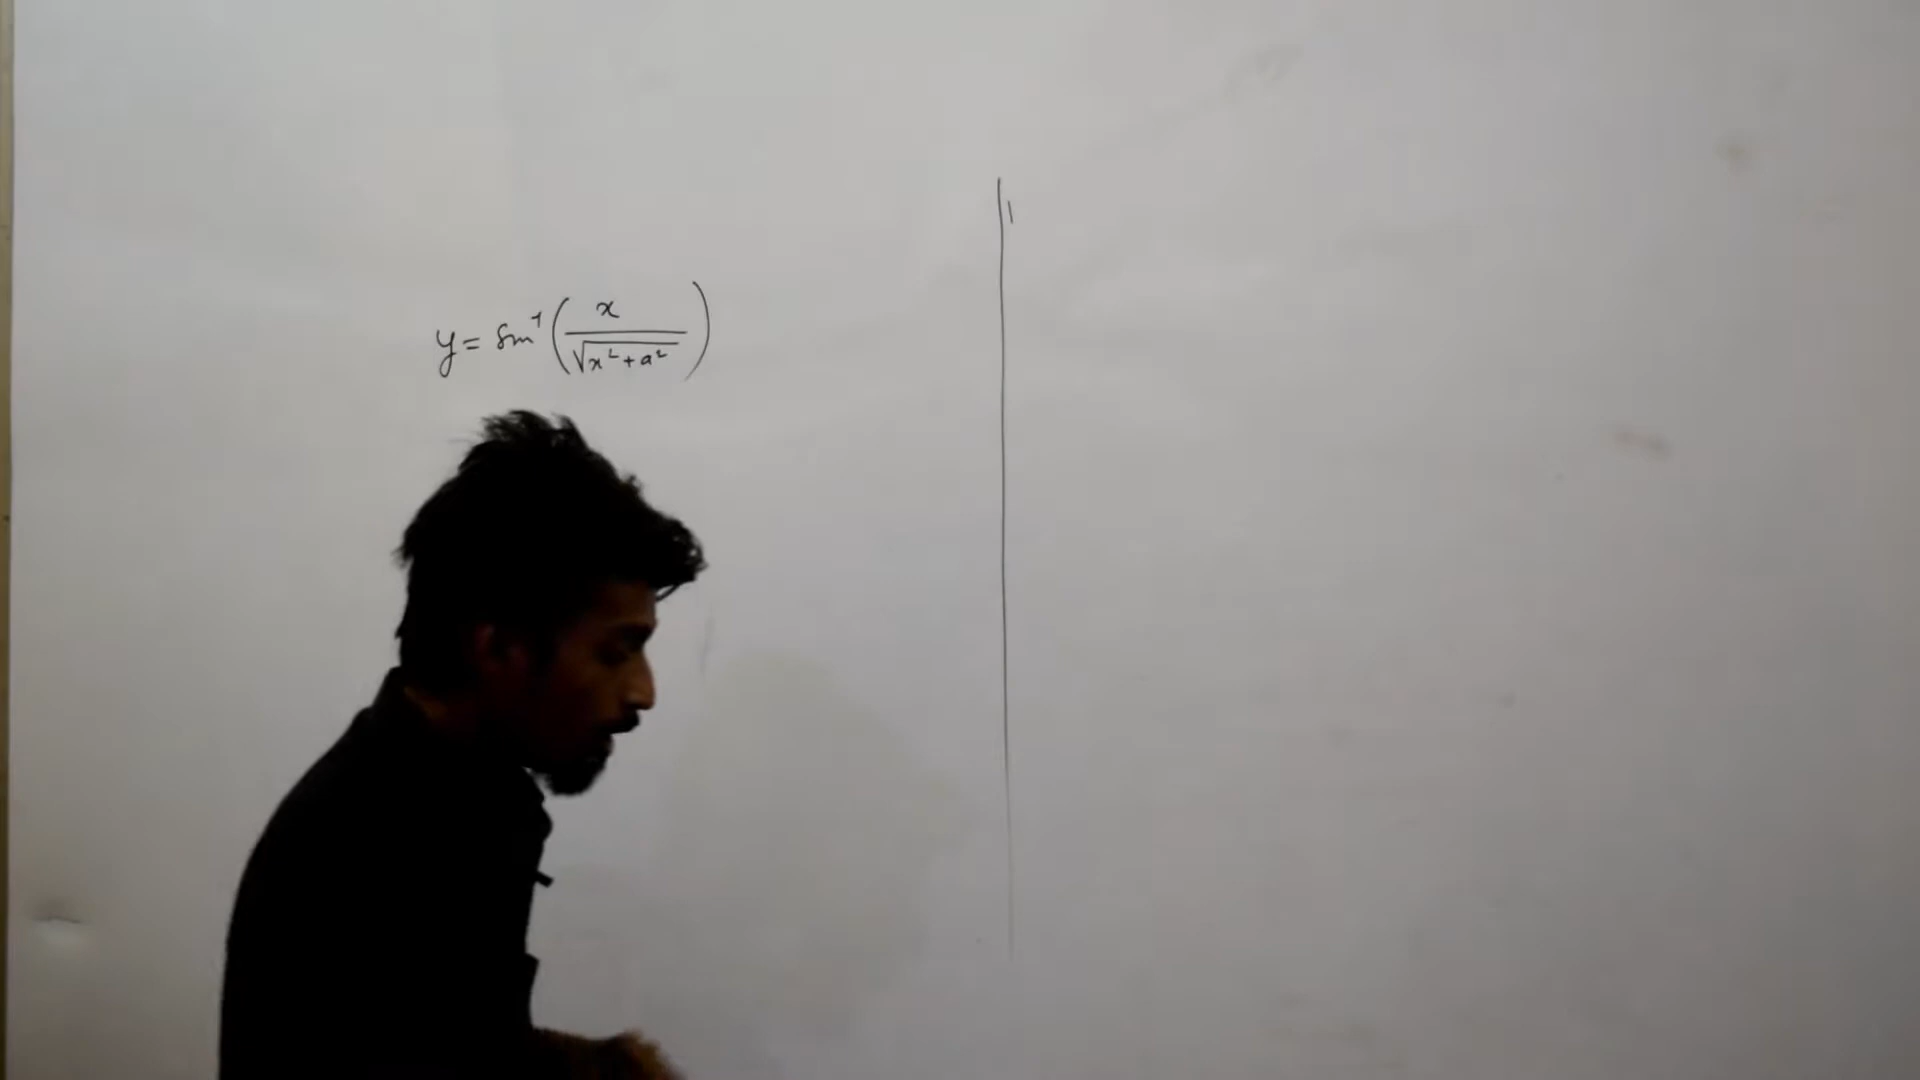 y = sin⁻¹ (x / √(x² + a²))